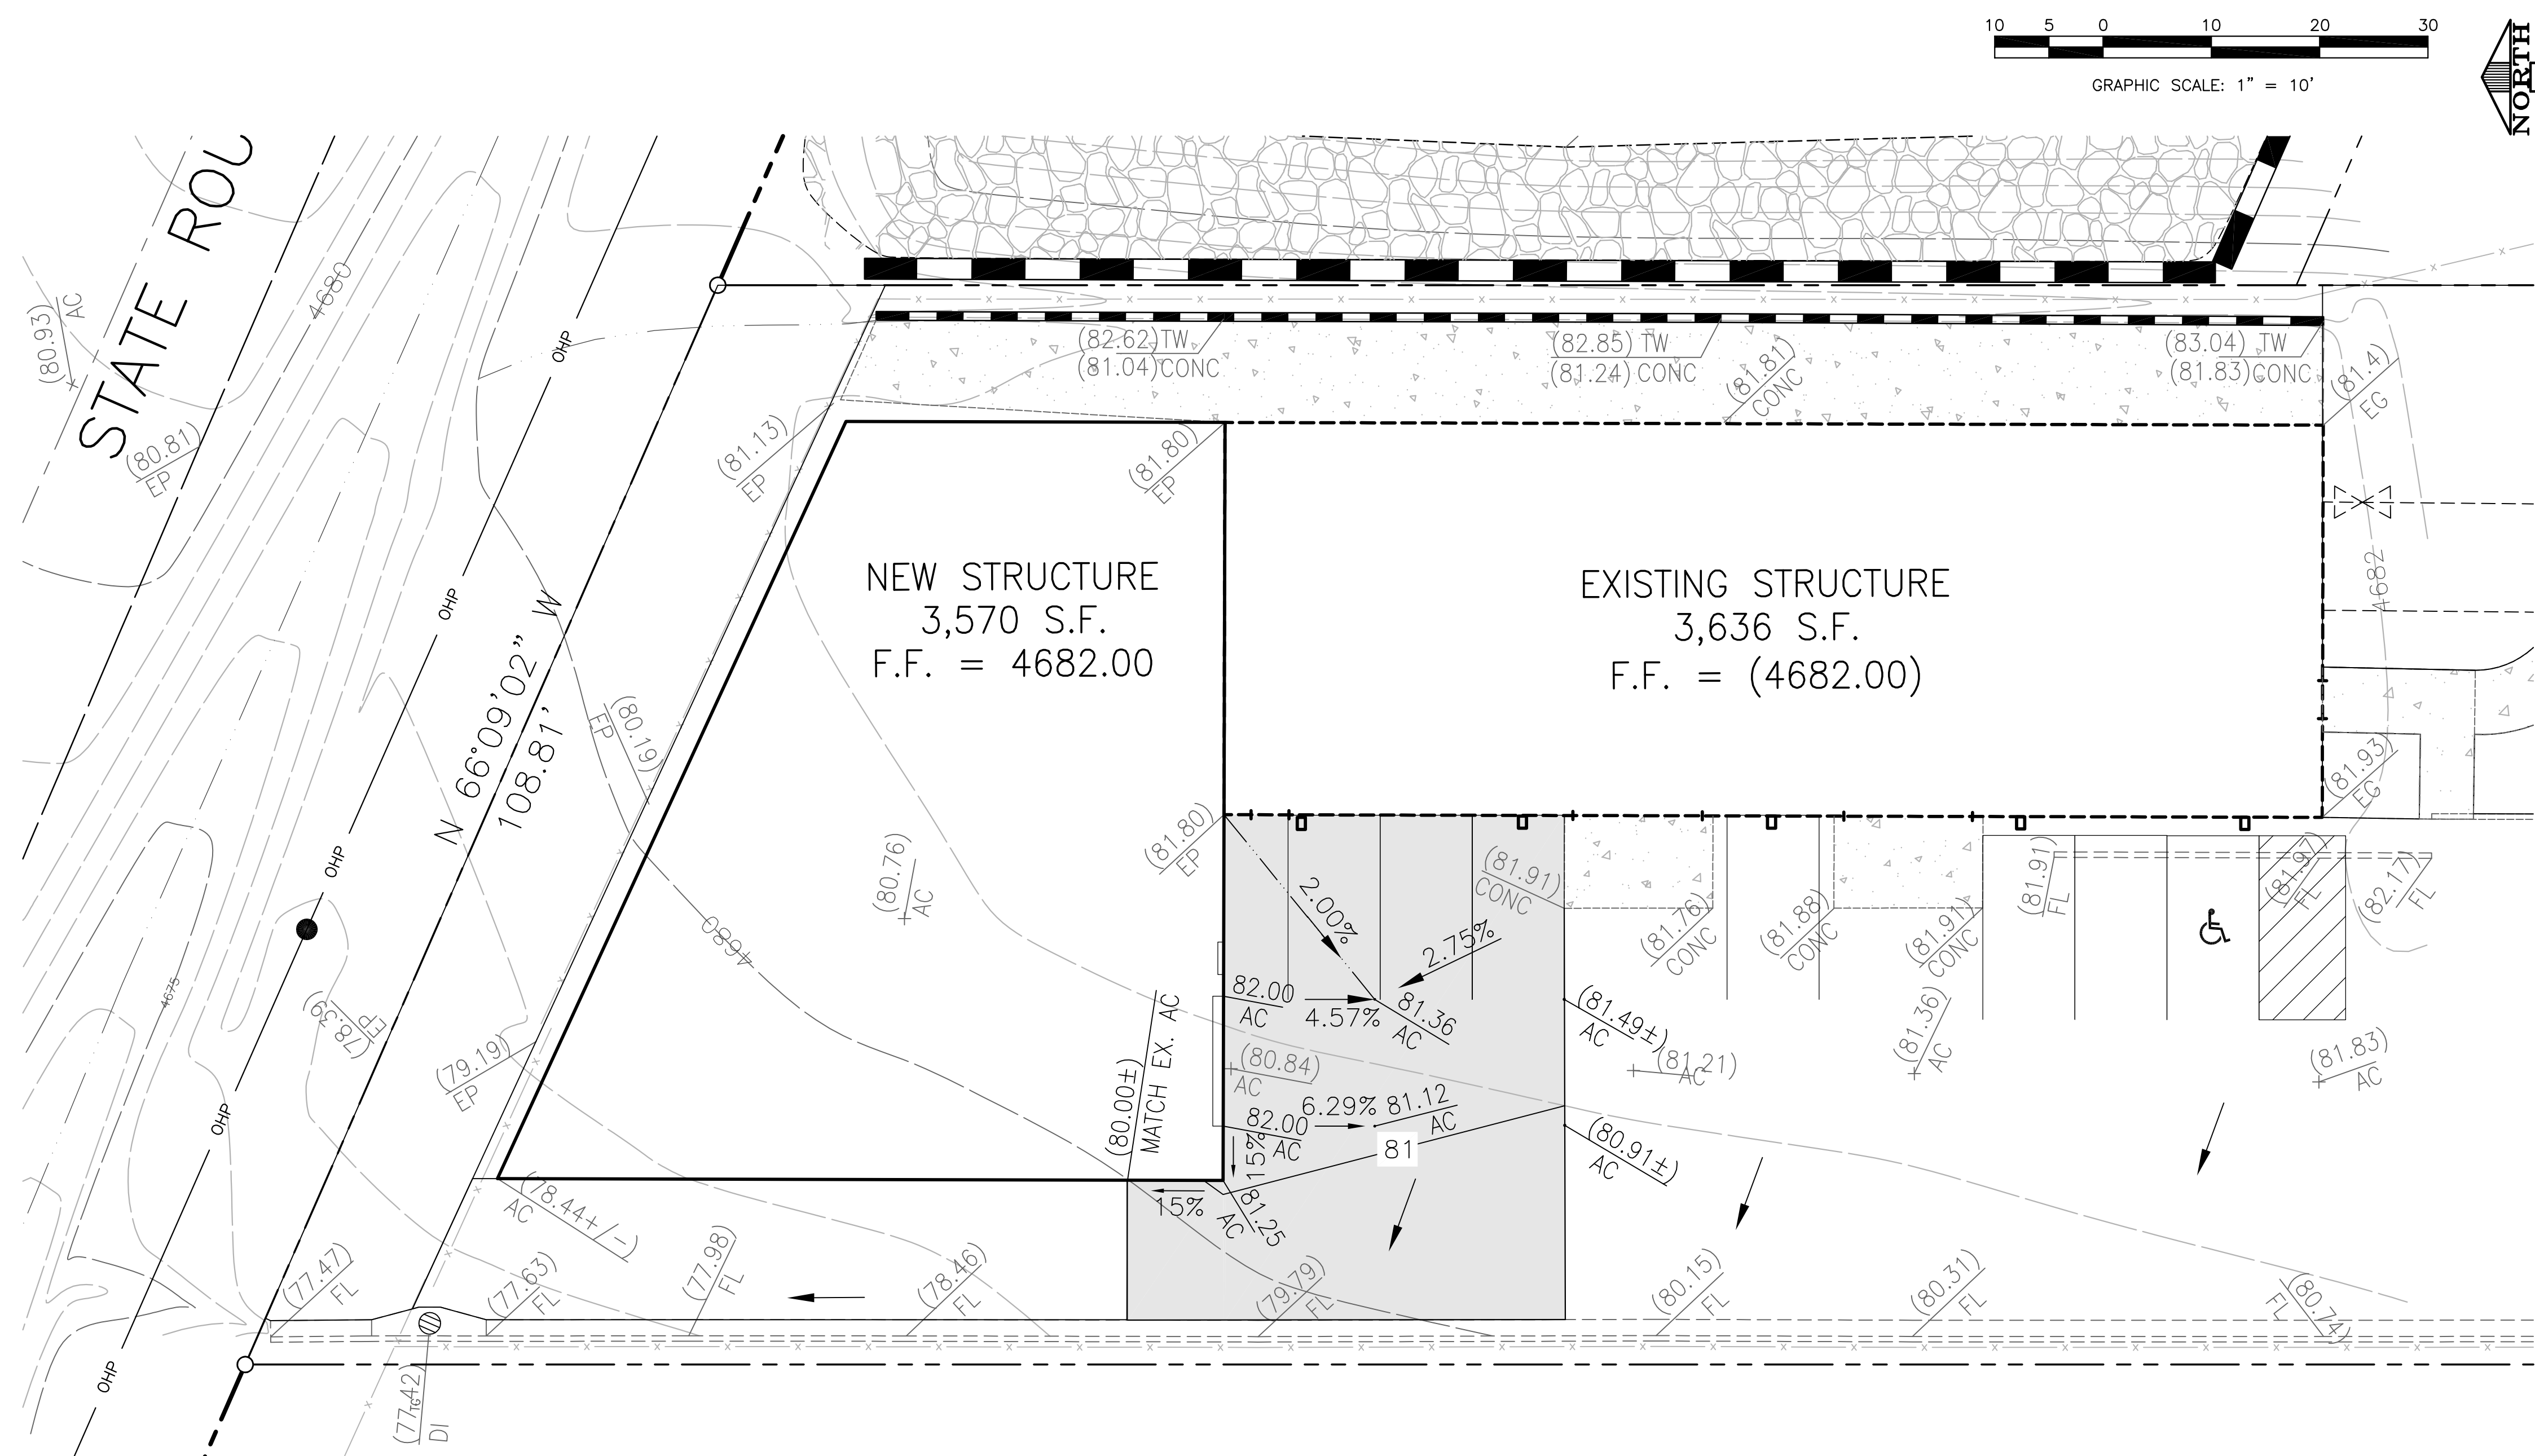 10 5 0 10 20 30
GRAPHIC SCALE: 1" = 10'
NORTH
STATE ROU
4680
(80.93)
AC
(80.81)
EP
OHP
(82.62) TW
(81.04) CONC
(82.85) TW
(81.24) CONC
(81.81)
CONC
(83.04) TW
(81.83) CONC
(81.4)
EG
(81.13)
EP
(81.80)
EP
NEW STRUCTURE
3,570 S.F.
F.F. = 4682.00
EXISTING STRUCTURE
3,636 S.F.
F.F. = (4682.00)
4682
OHP
N 66°09'02" W
108.81'
(80.19)
EP
(81.93)
EG
(81.80)
EP
(80.76)
AC
4680
OHP
4675
(78.39)
EP
(79.19)
EP
2.00%
2.75%
(81.91)
CONC
(81.76)
CONC
(81.88)
CONC
(81.91)
CONC
(81.91)
FL
(81.97)
FL
(82.17)
FL
82.00
AC
4.57%
81.36
AC
(81.49±)
AC
(81.21)
AC
(81.36)
AC
(81.83)
AC
(80.84)
AC
(80.00±)
MATCH EX. AC
82.00
AC
6.29%
81.12
AC
15%
81
(80.91±)
AC
OHP
15%
81.25
AC
(78.44+/-)
AC
(77.47)
FL
(77.63)
FL
(77.98)
FL
(78.46)
FL
(79.79)
FL
(80.15)
FL
(80.31)
FL
(80.74)
FL
OHP
(77.42
TG
DI